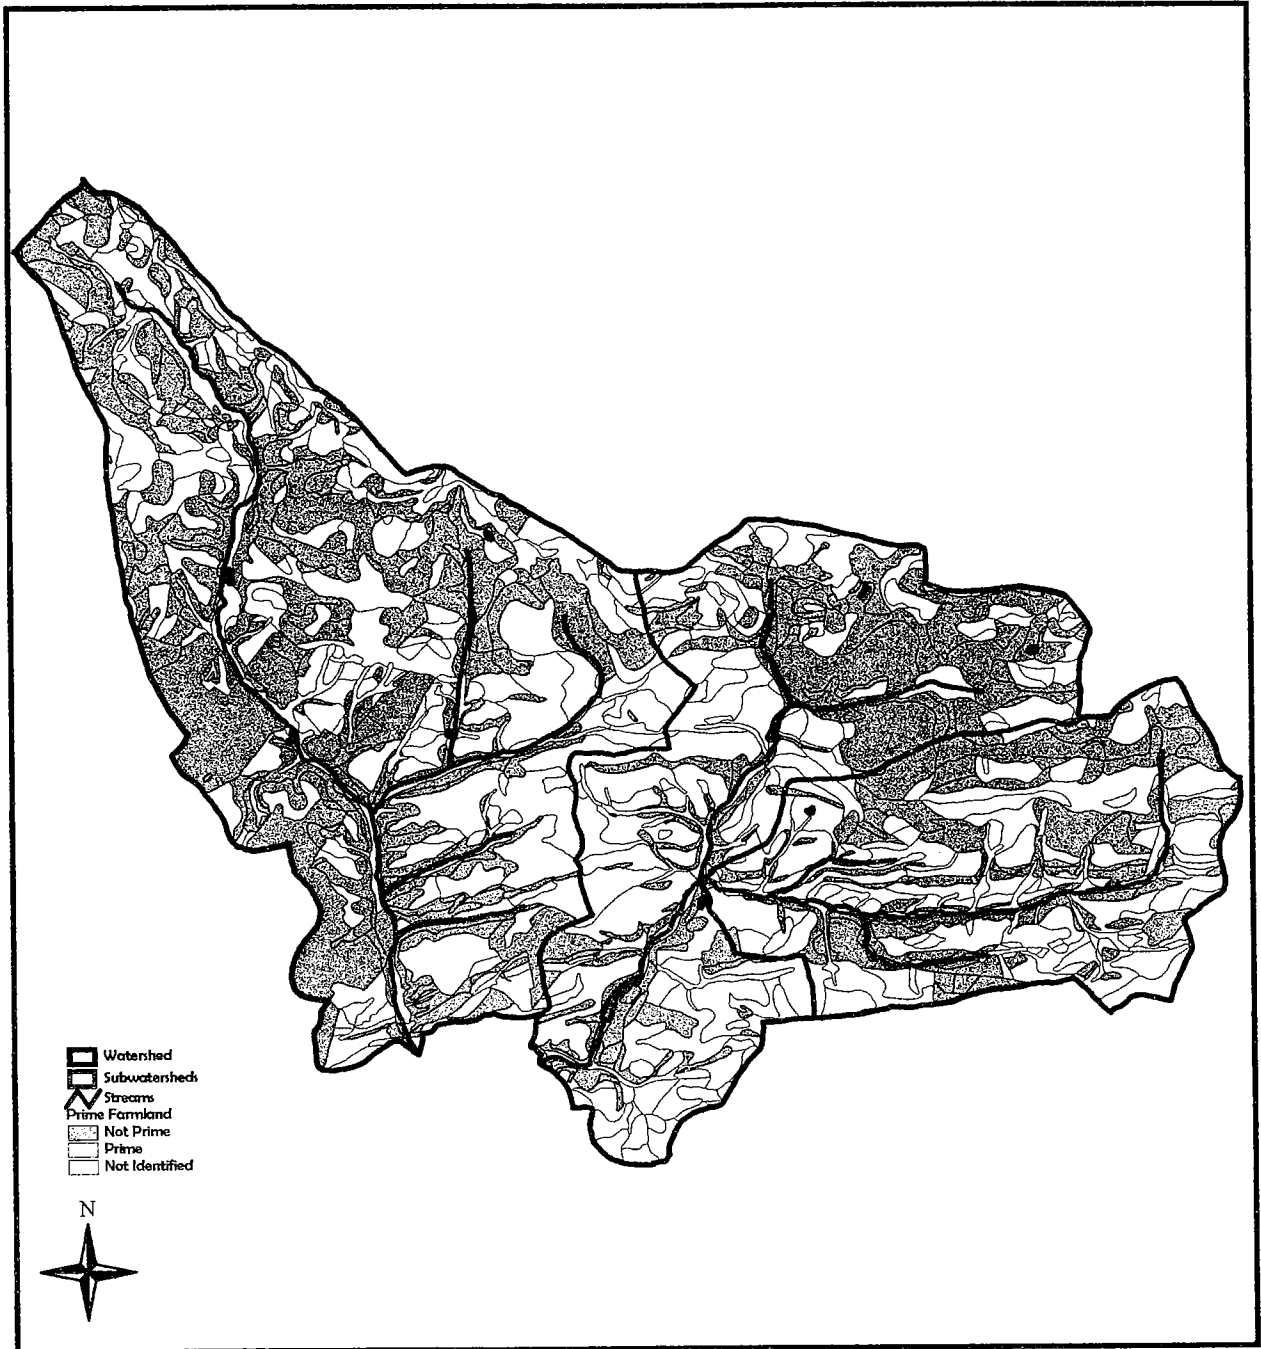 Watershed
Subwatersheds
Streams
Prime Farmland
Not Prime
Prime
Not Identified
N